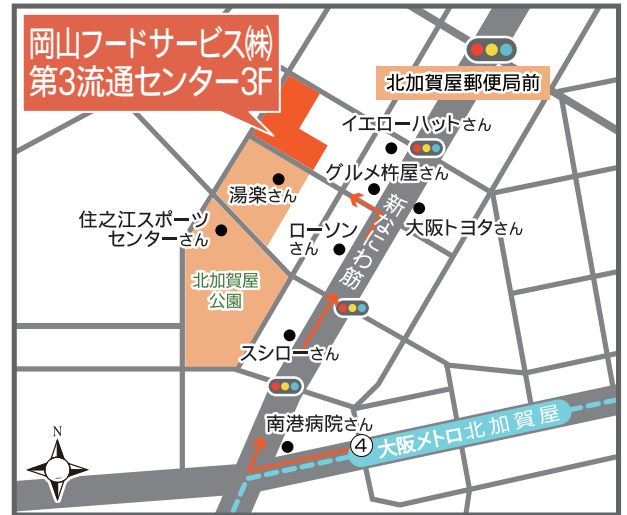 岡山フードサービス㈱
第3流通センター3F
北加賀屋郵便局前
イエローハットさん
グルメ杵屋さん
湯楽さん
大阪トヨタさん
住之江スポーツ
センターさん
ローソン
さん
新なにわ筋
北加賀屋
公園
スシローさん
南港病院さん
④
大阪メトロ北加賀屋
N